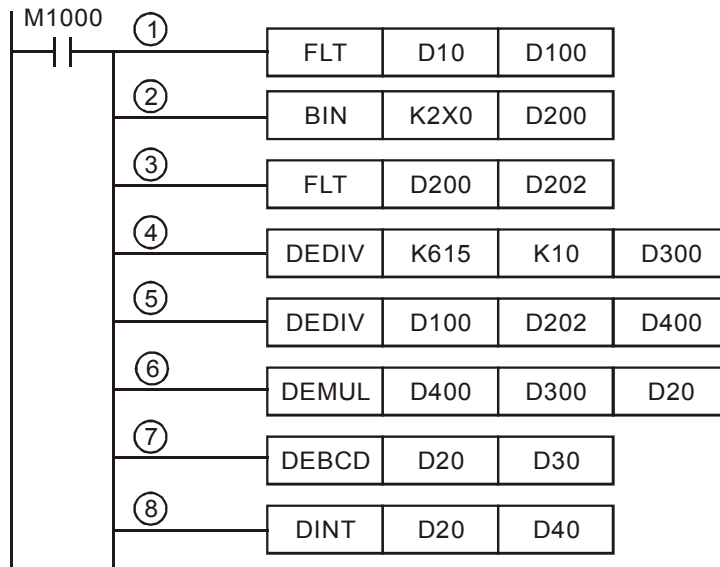 M1000
1
FLT D10 D100
2
BIN K2X0 D200
3
FLT D200 D202
4
DEDIV K615 K10 D300
5
DEDIV D100 D202 D400
6
DEMUL D400 D300 D20
7
DEBCD D20 D30
8
DINT D20 D40